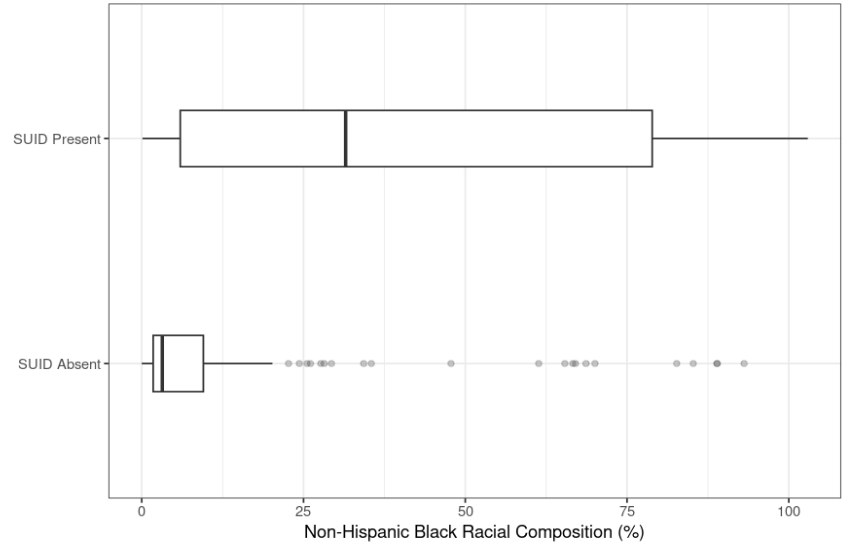 SUID Present
SUID Absent
0 25 50 75 100
Non-Hispanic Black Racial Composition (%)